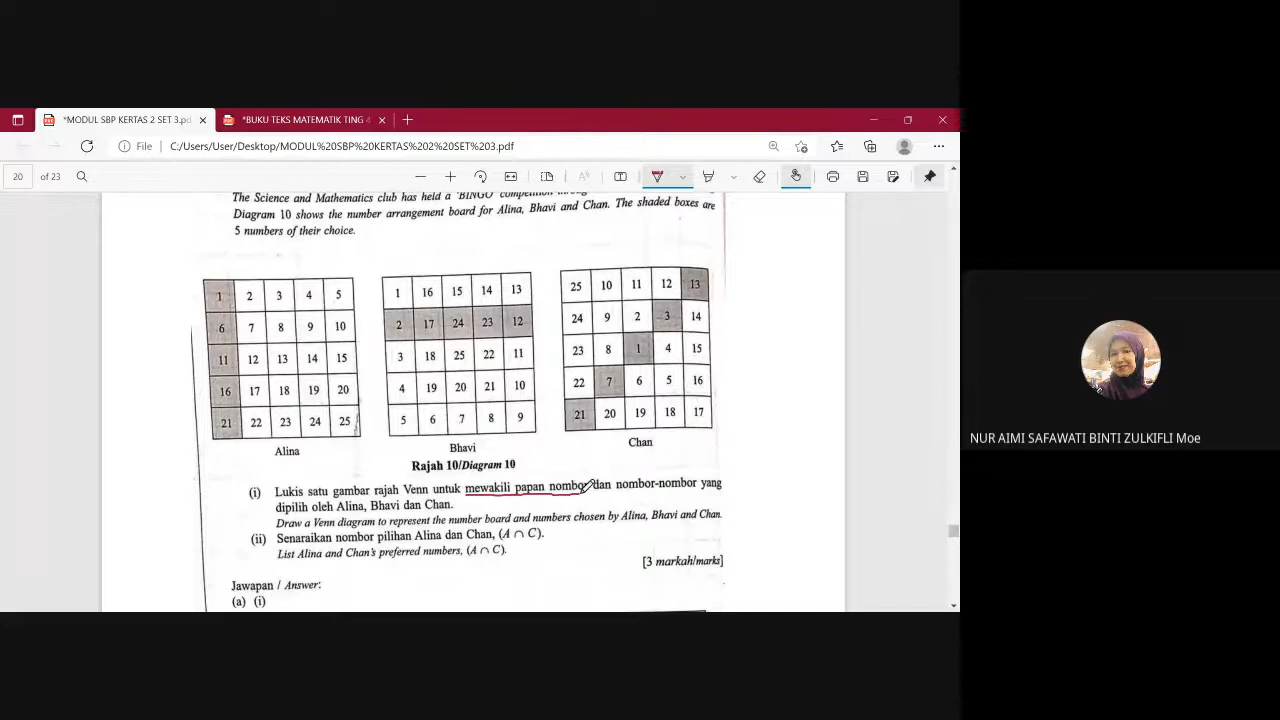 *MODUL SBP KERTAS 2 SET 3.pd
*BUKU TEKS MATEMATIK TING 4
File C:/Users/User/Desktop/MODUL%20SBP%20KERTAS%202%20SET%203.pdf
20 of 23
The Science and Mathematics club has held a 'BINGO' competition
Diagram 10 shows the number arrangement board for Alina, Bhavi and Chan. The shaded boxes are
5 numbers of their choice.
1 2 3 4 5
6 7 8 9 10
11 12 13 14 15
16 17 18 19 20
21 22 23 24 25
Alina
1 16 15 14 13
2 17 24 23 12
3 18 25 22 11
4 19 20 21 10
5 6 7 8 9
Bhavi
25 10 11 12 13
24 9 2 3 14
23 8 1 4 15
22 7 6 5 16
21 20 19 18 17
Chan
Rajah 10/Diagram 10
(i) Lukis satu gambar rajah Venn untuk mewakili papan nombor dan nombor-nombor yang
dipilih oleh Alina, Bhavi dan Chan.
Draw a Venn diagram to represent the number board and numbers chosen by Alina, Bhavi and Chan.
(ii) Senaraikan nombor pilihan Alina dan Chan, (A ∩ C).
List Alina and Chan's preferred numbers, (A ∩ C).
[3 markah/marks]
Jawapan / Answer:
(a) (i)
NUR AIMI SAFAWATI BINTI ZULKIFLI Moe